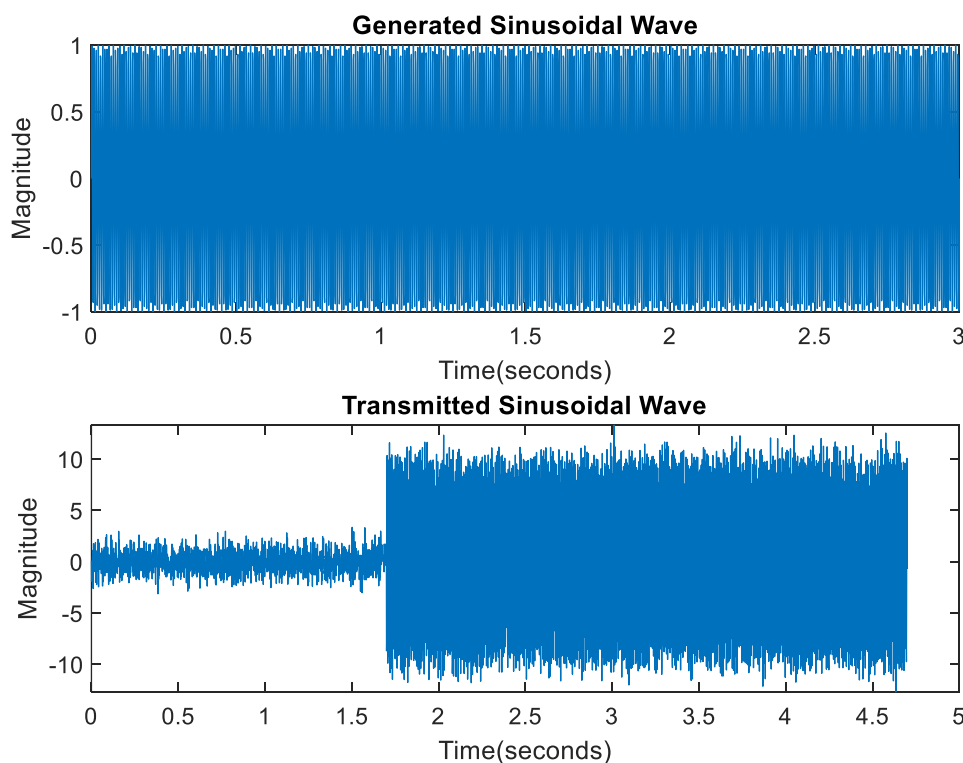 Generated Sinusoidal Wave
1
0.5
0
-0.5
-1
Magnitude
0 0.5 1 1.5 2 2.5 3
Time(seconds)
Transmitted Sinusoidal Wave
10
5
0
-5
-10
Magnitude
0 0.5 1 1.5 2 2.5 3 3.5 4 4.5 5
Time(seconds)